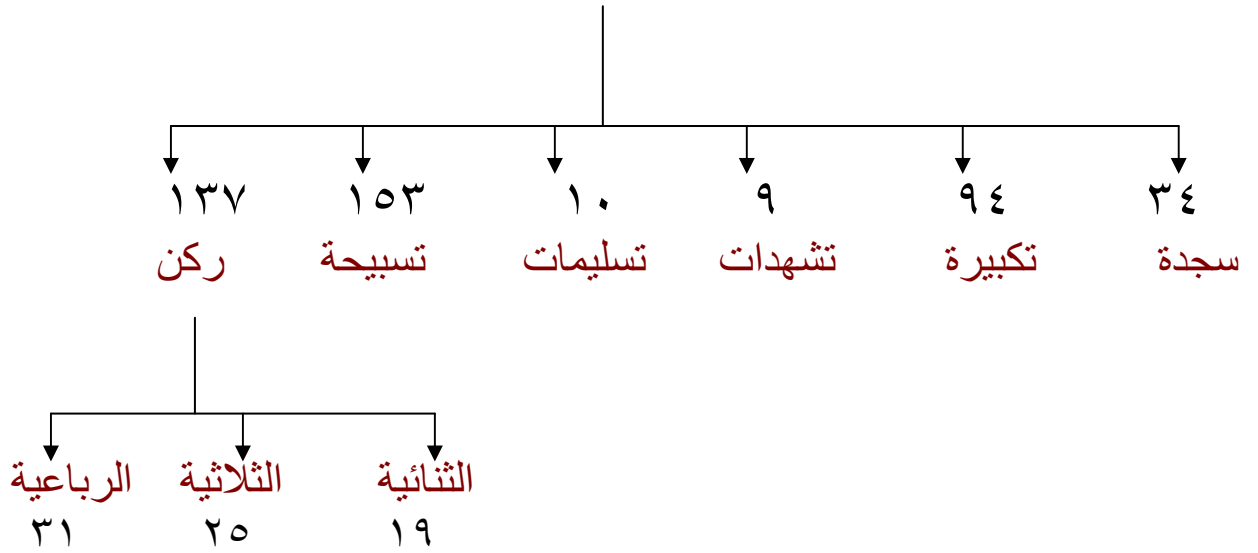 ٣٤ ٩٤ ٩ ١٠ ١٥٣ ١٣٧
سجدة تكبيرة تشهدات تسليمات تسبيحة ركن
الثنائية الثلاثية الرباعية
١٩ ٢٥ ٣١